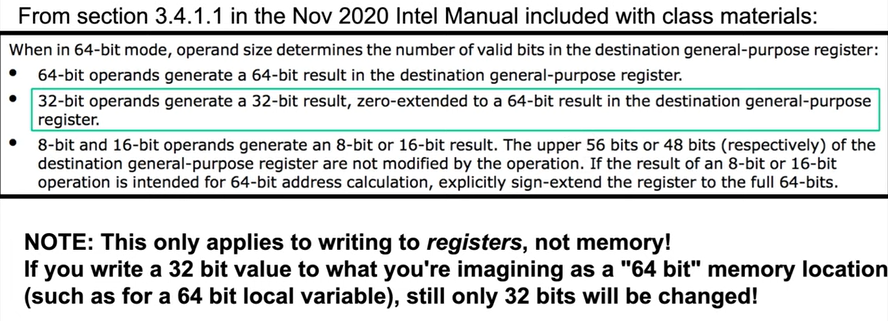 From section 3.4.1.1 in the Nov 2020 Intel Manual included with class materials:
When in 64-bit mode, operand size determines the number of valid bits in the destination general-purpose register:
• 64-bit operands generate a 64-bit result in the destination general-purpose register.
• 32-bit operands generate a 32-bit result, zero-extended to a 64-bit result in the destination general-purpose
register.
• 8-bit and 16-bit operands generate an 8-bit or 16-bit result. The upper 56 bits or 48 bits (respectively) of the
destination general-purpose register are not modified by the operation. If the result of an 8-bit or 16-bit
operation is intended for 64-bit address calculation, explicitly sign-extend the register to the full 64-bits.
NOTE: This only applies to writing to registers, not memory!
If you write a 32 bit value to what you're imagining as a "64 bit" memory location
(such as for a 64 bit local variable), still only 32 bits will be changed!